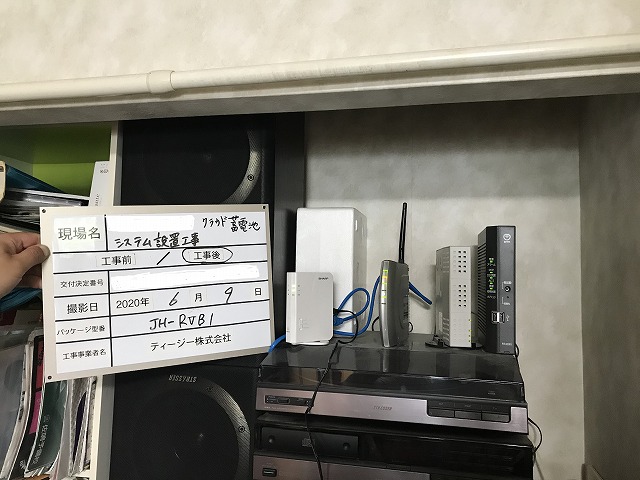 現場名
クラウド蓄電池
システム設置工事
工事前 / 工事後
交付決定番号
撮影日 2020年 6月 9日
パッケージ型番 JH-RVB1
工事事業者名 ティージー株式会社
SHARP